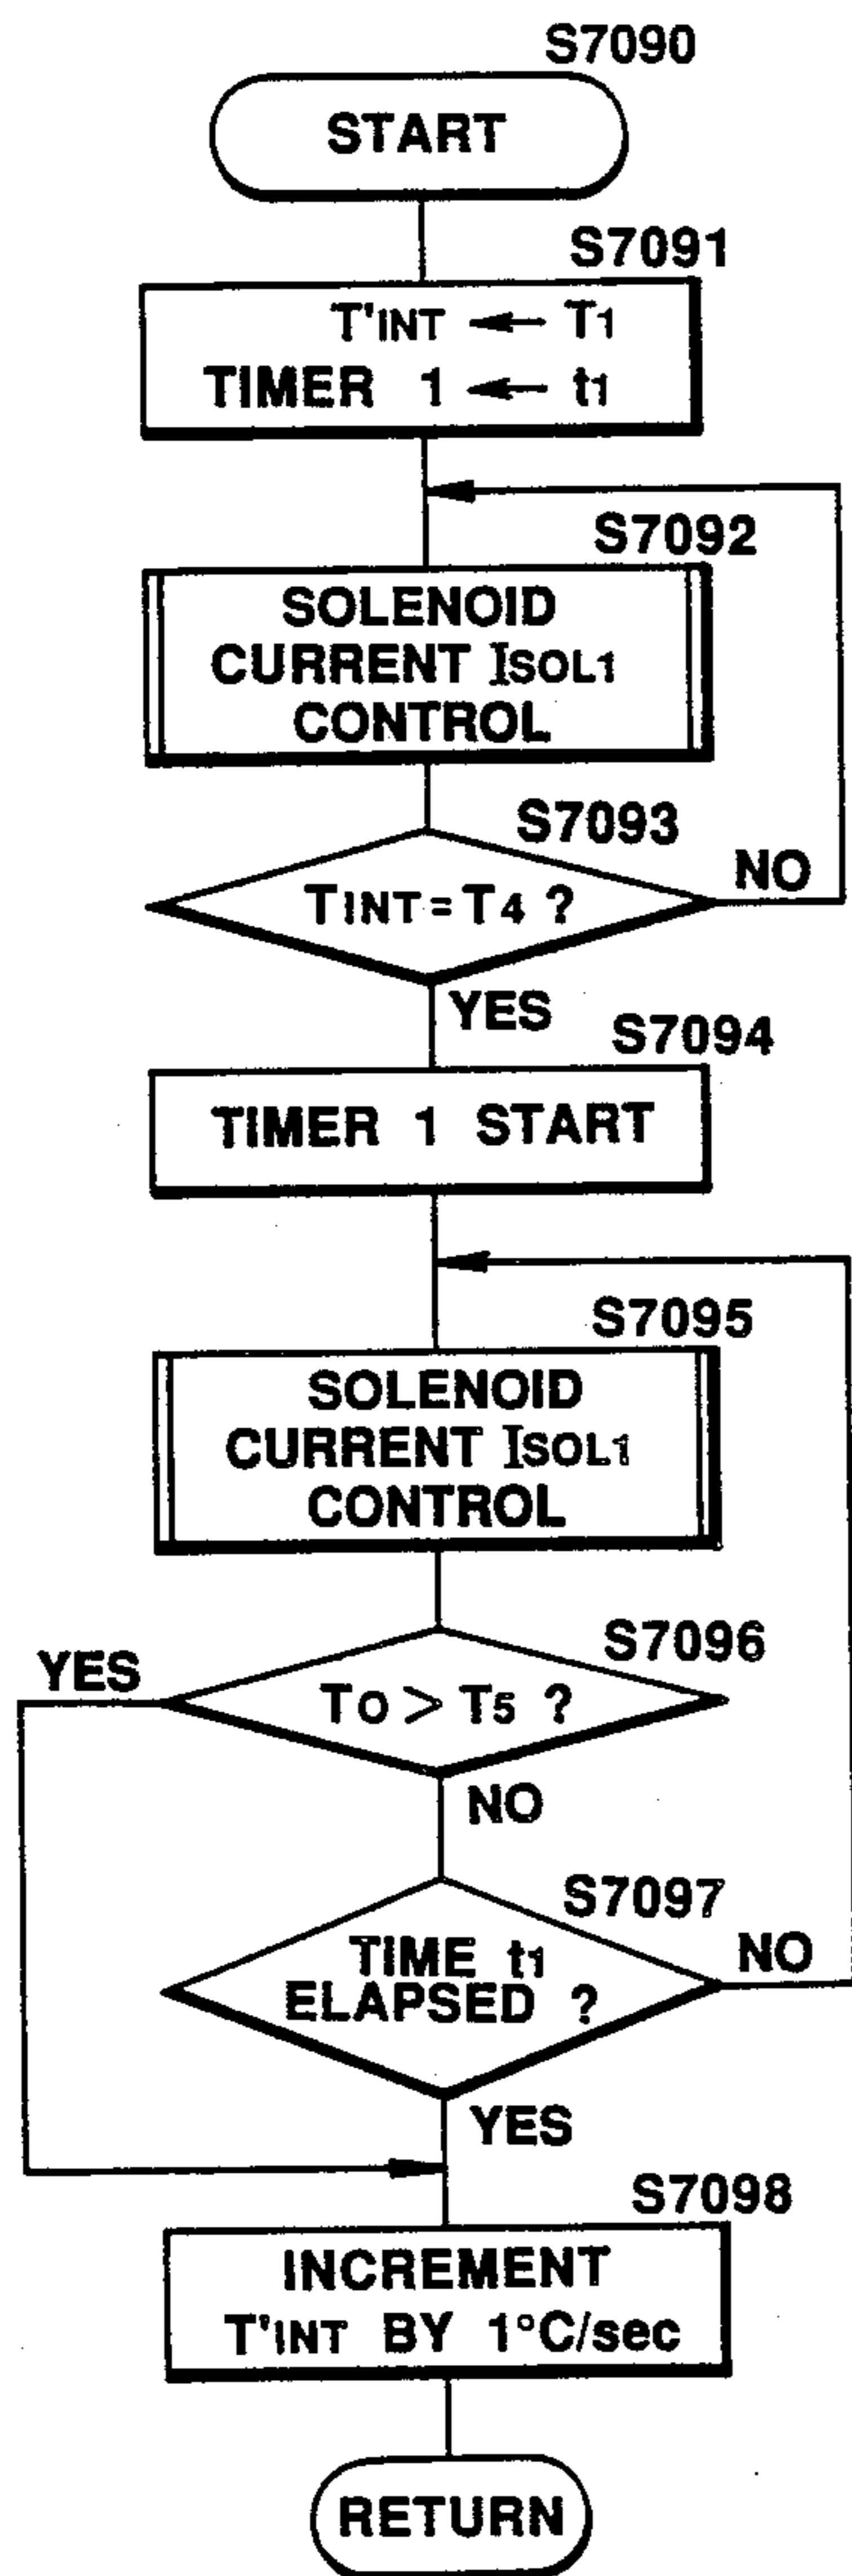 S7090
START
S7091
T'INT ← T1
TIMER 1 ← t1
S7092
SOLENOID
CURRENT ISOL1
CONTROL
S7093
TINT = T4 ?
NO
YES
S7094
TIMER 1 START
S7095
SOLENOID
CURRENT ISOL1
CONTROL
S7096
YES
TO > T5 ?
NO
S7097
TIME t1
ELAPSED ?
NO
YES
S7098
INCREMENT
T'INT BY 1°C/sec
RETURN